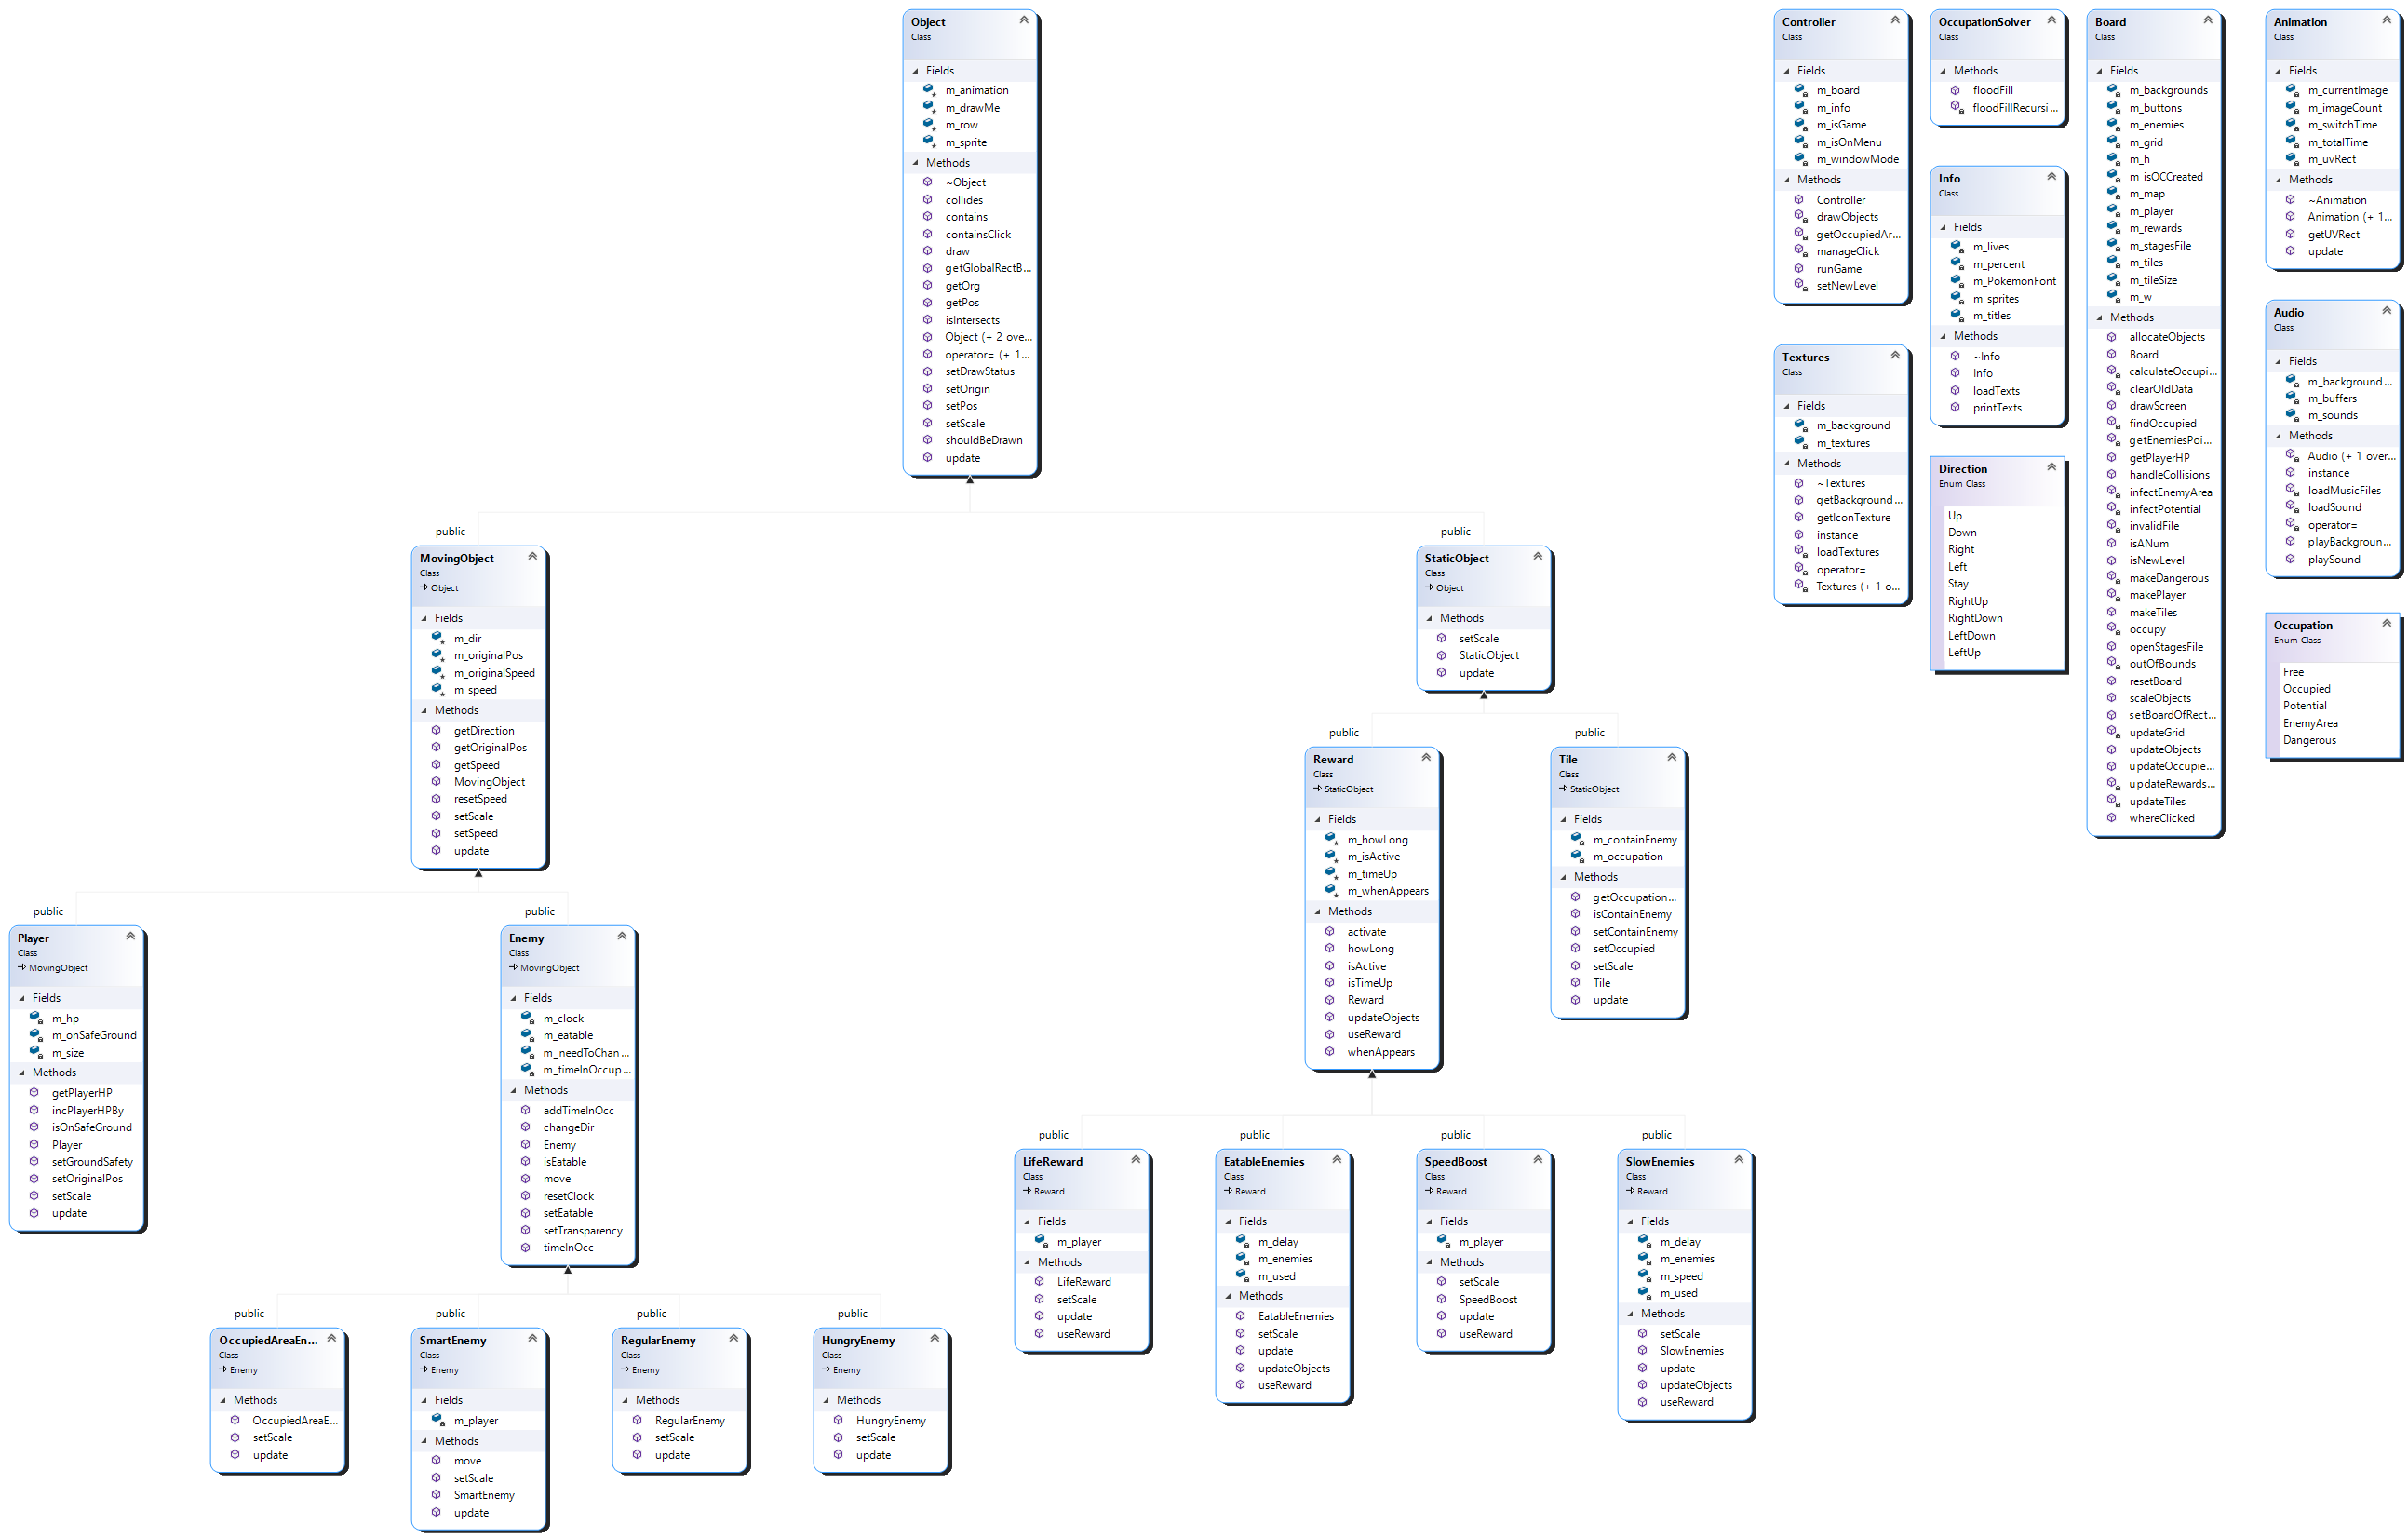 Object
Class
Fields
m_animation
m_drawMe
m_row
m_sprite
Methods
~Object
collides
contains
containsClick
draw
getGlobalRectB...
getOrg
getPos
isIntersects
Object (+ 2 ove...
operator= (+ 1...
setDrawStatus
setOrigin
setPos
setScale
shouldBeDrawn
update
Controller
Class
Fields
m_board
m_info
m_isGame
m_isOnMenu
m_windowMode
Methods
Controller
drawObjects
getOccupiedAr...
manageClick
runGame
setNewLevel
Textures
Class
Fields
m_background
m_textures
Methods
~Textures
getBackground...
getIconTexture
instance
loadTextures
operator=
Textures (+ 1 o...
OccupationSolver
Class
Methods
floodFill
floodFillRecursi...
Info
Class
Fields
m_lives
m_percent
m_PokemonFont
m_sprites
m_titles
Methods
~Info
Info
loadTexts
printTexts
Direction
Enum Class
Up
Down
Right
Left
Stay
RightUp
RightDown
LeftDown
LeftUp
Board
Class
Fields
m_backgrounds
m_buttons
m_enemies
m_grid
m_h
m_isOCCreated
m_map
m_player
m_rewards
m_stagesFile
m_tiles
m_tileSize
m_w
Methods
allocateObjects
Board
calculateOccupi...
clearOldData
drawScreen
findOccupied
getEnemiesPoi...
getPlayerHP
handleCollisions
infectEnemyArea
infectPotential
invalidFile
isANum
isNewLevel
makeDangerous
makePlayer
makeTiles
occupy
openStagesFile
outOfBounds
resetBoard
scaleObjects
setBoardOfRect...
updateGrid
updateObjects
updateOccupie...
updateRewards...
updateTiles
whereClicked
Animation
Class
Fields
m_currentImage
m_imageCount
m_switchTime
m_totalTime
m_uvRect
Methods
~Animation
Animation (+ 1...
getUVRect
update
Audio
Class
Fields
m_background...
m_buffers
m_sounds
Methods
Audio (+ 1 over...
instance
loadMusicFiles
loadSound
operator=
playBackgroun...
playSound
Occupation
Enum Class
Free
Occupied
Potential
EnemyArea
Dangerous
public
MovingObject
Class
Object
Fields
m_dir
m_originalPos
m_originalSpeed
m_speed
Methods
getDirection
getOriginalPos
getSpeed
MovingObject
resetSpeed
setScale
setSpeed
update
public
StaticObject
Class
Object
Methods
setScale
StaticObject
update
public
Reward
Class
StaticObject
Fields
m_howLong
m_isActive
m_timeUp
m_whenAppears
Methods
activate
howLong
isActive
isTimeUp
Reward
updateObjects
useReward
whenAppears
public
Tile
Class
StaticObject
Fields
m_containEnemy
m_occupation
Methods
getOccupation...
isContainEnemy
setContainEnemy
setOccupied
setScale
Tile
update
public
Player
Class
MovingObject
Fields
m_hp
m_onSafeGround
m_size
Methods
getPlayerHP
incPlayerHPBy
isOnSafeGround
Player
setGroundSafety
setOriginalPos
setScale
update
public
Enemy
Class
MovingObject
Fields
m_clock
m_eatable
m_needToChan...
m_timeInOccup...
Methods
addTimeInOcc
changeDir
Enemy
isEatable
move
resetClock
setEatable
setTransparency
timeInOcc
public
LifeReward
Class
Reward
Fields
m_player
Methods
LifeReward
setScale
update
useReward
public
EatableEnemies
Class
Reward
Fields
m_delay
m_enemies
m_used
Methods
EatableEnemies
setScale
update
updateObjects
useReward
public
SpeedBoost
Class
Reward
Fields
m_player
Methods
setScale
SpeedBoost
update
useReward
public
SlowEnemies
Class
Reward
Fields
m_delay
m_enemies
m_speed
m_used
Methods
setScale
SlowEnemies
update
updateObjects
useReward
public
OccupiedAreaEn...
Class
Enemy
Methods
OccupiedAreaE...
setScale
update
public
SmartEnemy
Class
Enemy
Fields
m_player
Methods
move
setScale
SmartEnemy
update
public
RegularEnemy
Class
Enemy
Methods
RegularEnemy
setScale
update
public
HungryEnemy
Class
Enemy
Methods
HungryEnemy
setScale
update